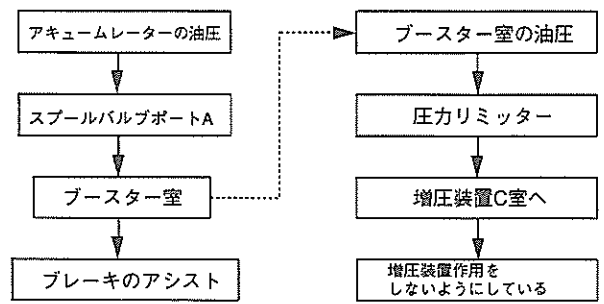 アキュームレーターの油圧
スプールバルブポートA
ブースター室
ブレーキのアシスト
ブースター室の油圧
圧力リミッター
増圧装置C室へ
増圧装置作用を
しないようにしている